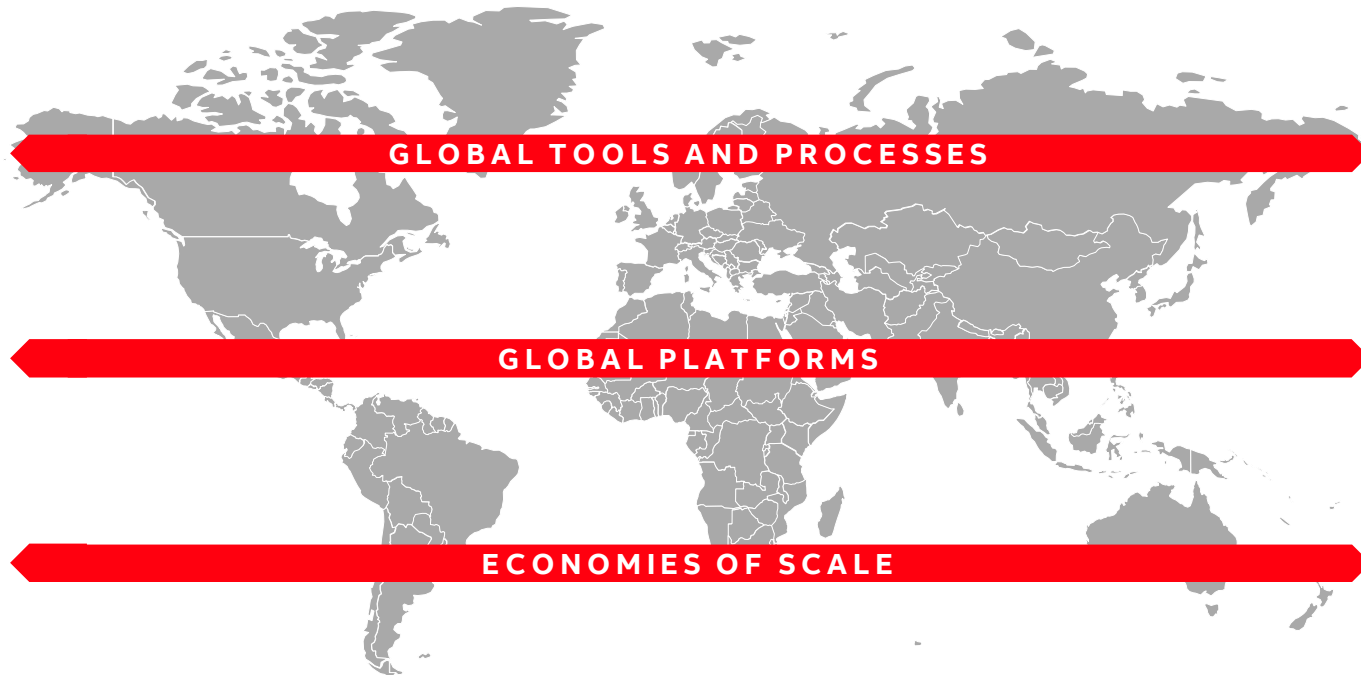 GLOBAL TOOLS AND PROCESSES
GLOBAL PLATFORMS
ECONOMIES OF SCALE